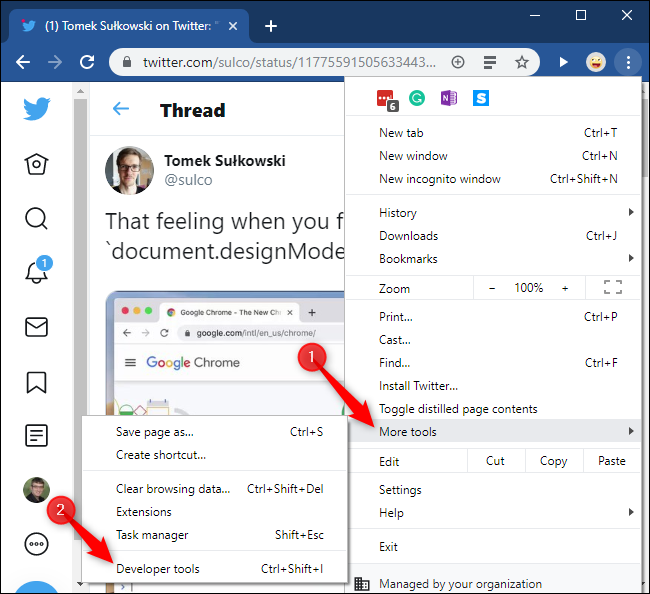 (1) Tomek Sułkowski on Twitter: "
twitter.com/sulco/status/11775591505633443...
6
Thread
Tomek Sułkowski
@sulco
That feeling when you f
`document.designMode
1
Google Chrome - The New Chr
google.com/intl/en_us/chrome/
Google Chrome
New tab Ctrl+T
New window Ctrl+N
New incognito window Ctrl+Shift+N
History
Downloads Ctrl+J
Bookmarks
Zoom - 100% +
Print... Ctrl+P
Cast...
Find... Ctrl+F
Install Twitter...
Toggle distilled page contents
1
More tools
Edit Cut Copy Paste
Settings
Help
Exit
Managed by your organization
Save page as... Ctrl+S
Create shortcut...
Clear browsing data... Ctrl+Shift+Del
Extensions
Task manager Shift+Esc
2
Developer tools Ctrl+Shift+I